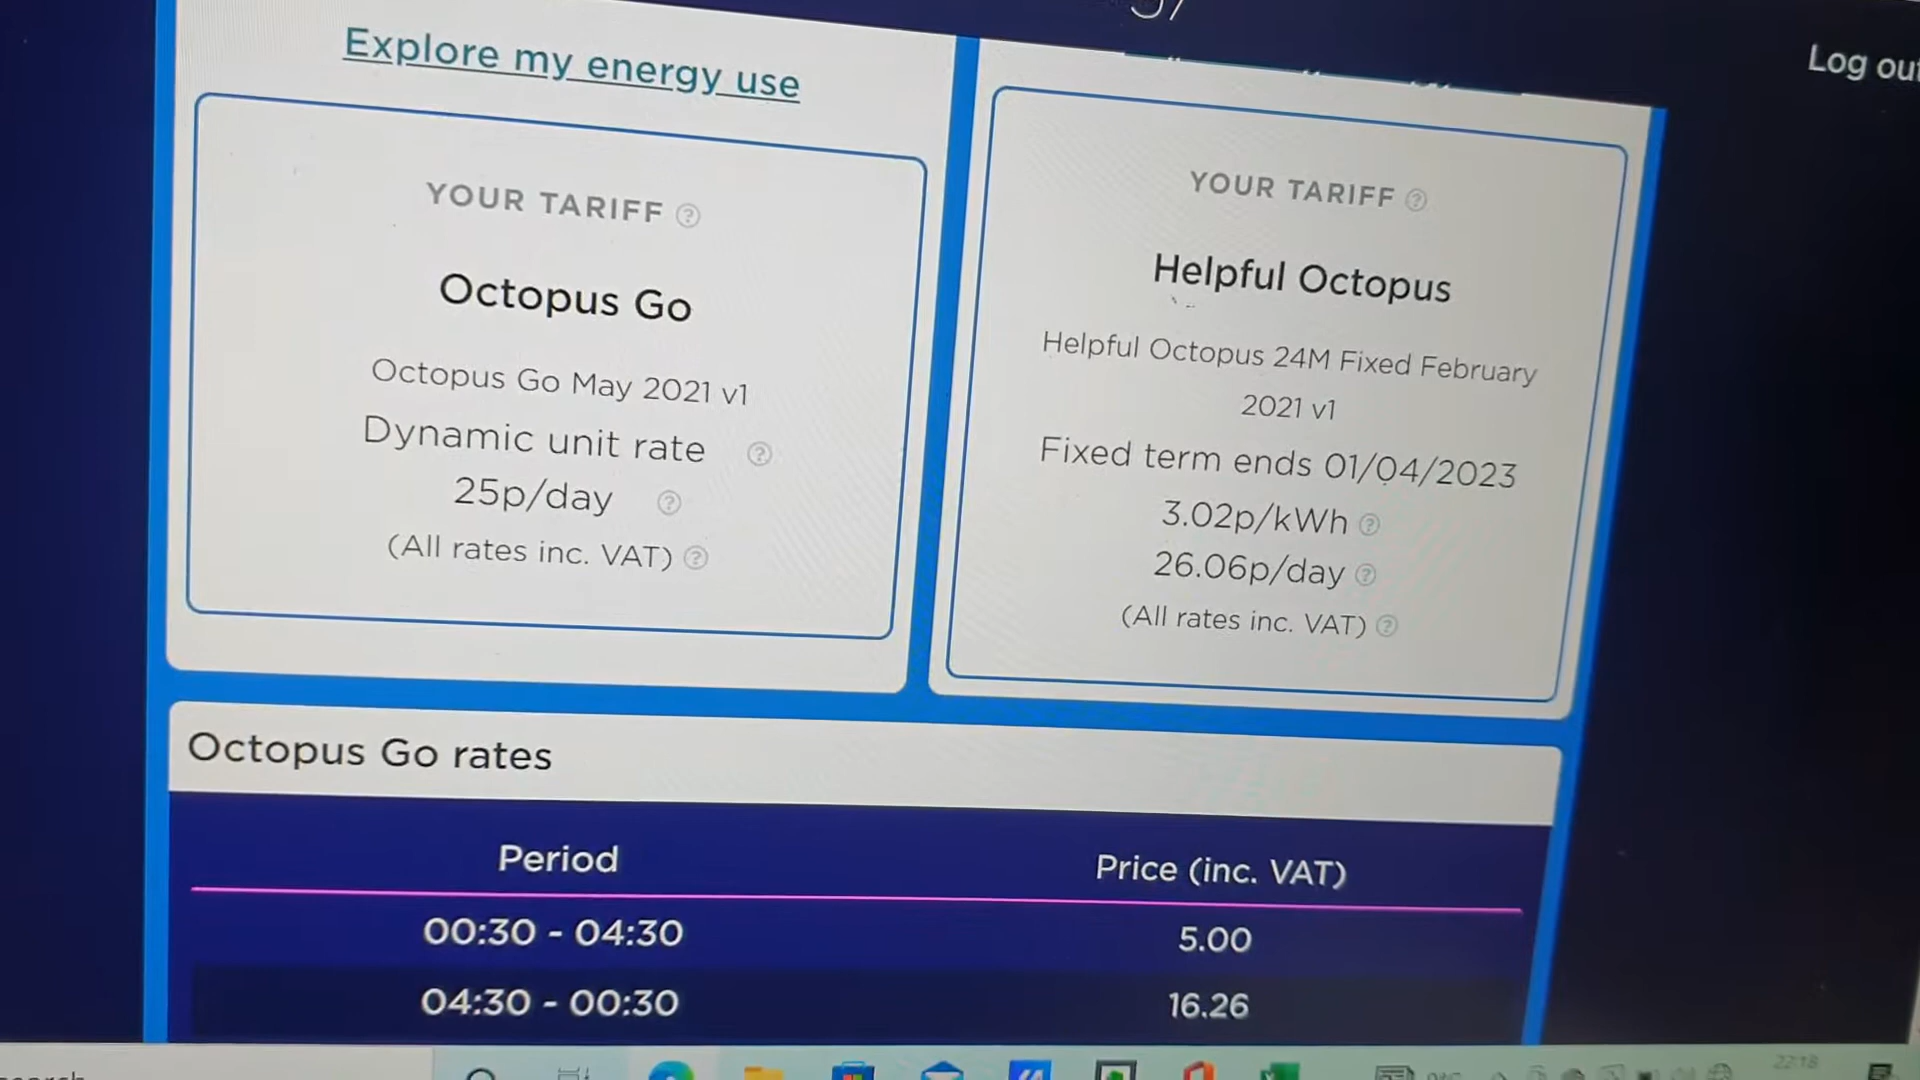 Log out
Explore my energy use
YOUR TARIFF
Octopus Go
Octopus Go May 2021 v1
Dynamic unit rate
25p/day
(All rates inc. VAT)
YOUR TARIFF
Helpful Octopus
Helpful Octopus 24M Fixed February
2021 v1
Fixed term ends 01/04/2023
3.02p/kWh
26.06p/day
(All rates inc. VAT)
Octopus Go rates
Period Price (inc. VAT)
00:30 - 04:30 5.00
04:30 - 00:30 16.26
22:18